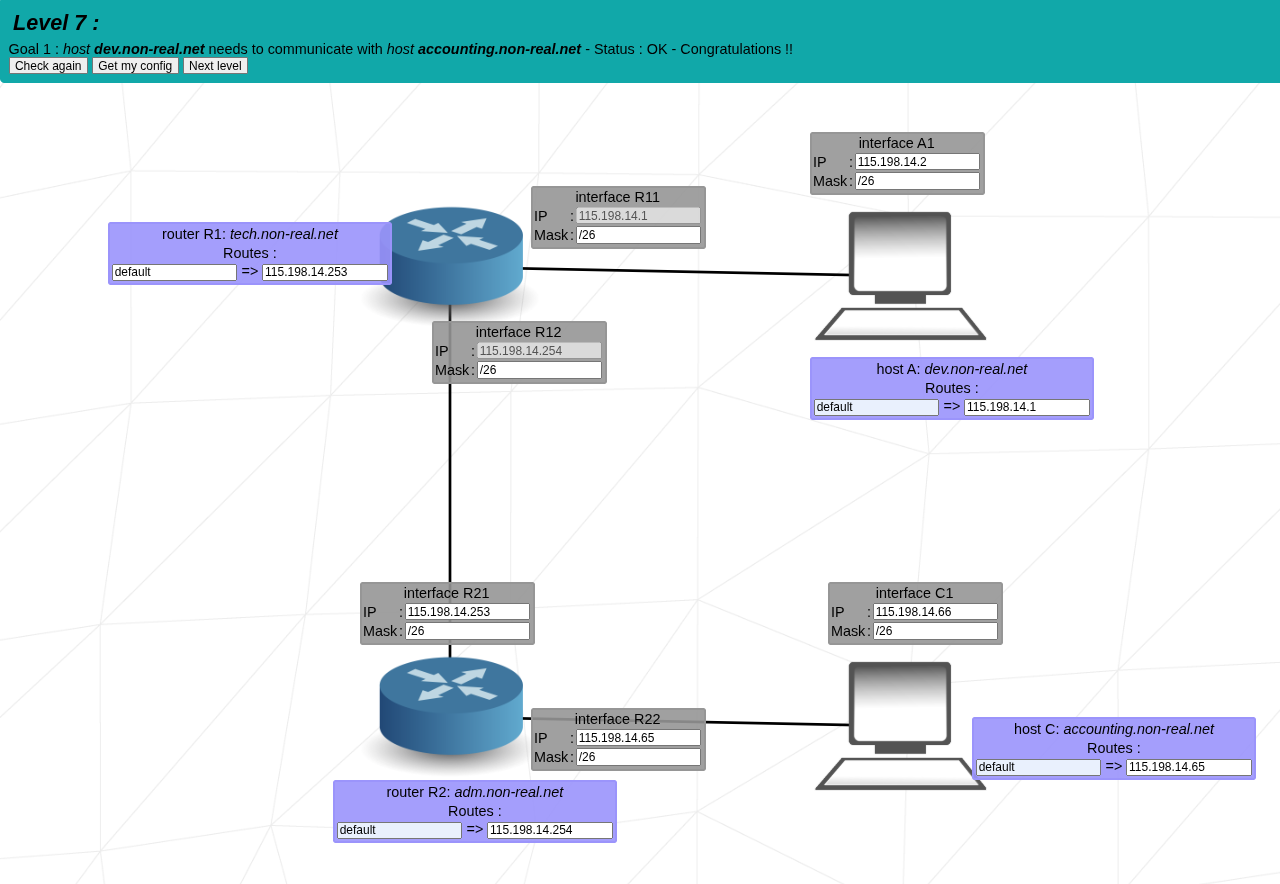 Level 7 :
Goal 1 : host dev.non-real.net needs to communicate with host accounting.non-real.net - Status : OK - Congratulations !!
Check again Get my config Next level
interface A1
IP : 115.198.14.2
Mask : /26
interface R11
IP : 115.198.14.1
Mask : /26
router R1: tech.non-real.net
Routes :
default => 115.198.14.253
interface R12
IP : 115.198.14.254
Mask : /26
host A: dev.non-real.net
Routes :
default => 115.198.14.1
interface R21
IP : 115.198.14.253
Mask : /26
interface C1
IP : 115.198.14.66
Mask : /26
interface R22
IP : 115.198.14.65
Mask : /26
host C: accounting.non-real.net
Routes :
default => 115.198.14.65
router R2: adm.non-real.net
Routes :
default => 115.198.14.254